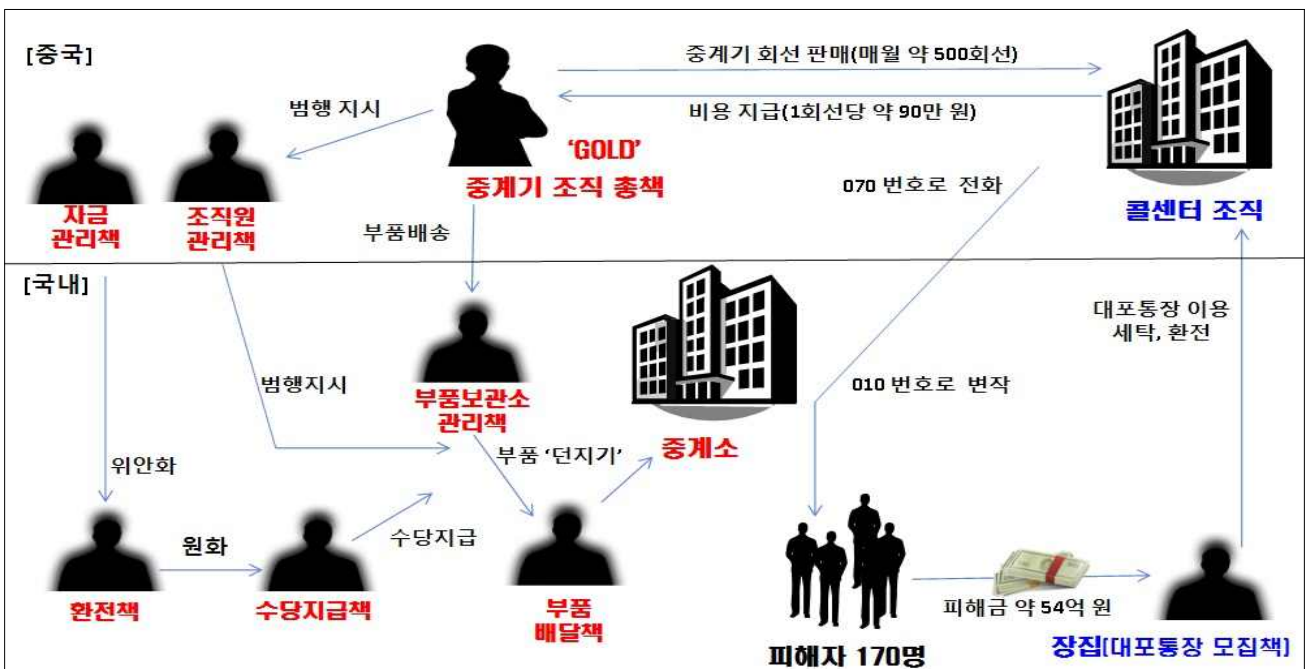 [중국]
중계기 회선 판매(매월 약 500회선)
범행 지시
비용 지급(1회선당 약 90만 원)
‘GOLD’
중계기 조직 총책
070 번호로 전화
콜센터 조직
자금
관리책
조직원
관리책
부품배송
[국내]
대포통장 이용
세탁, 환전
범행지시
부품보관소
관리책
010 번호로 변작
중계소
위안화
부품 ‘던지기’
원화
수당지급
환전책
수당지급책
부품
배달책
피해금 약 54억 원
피해자 170명
장집[대포통장 모집책]